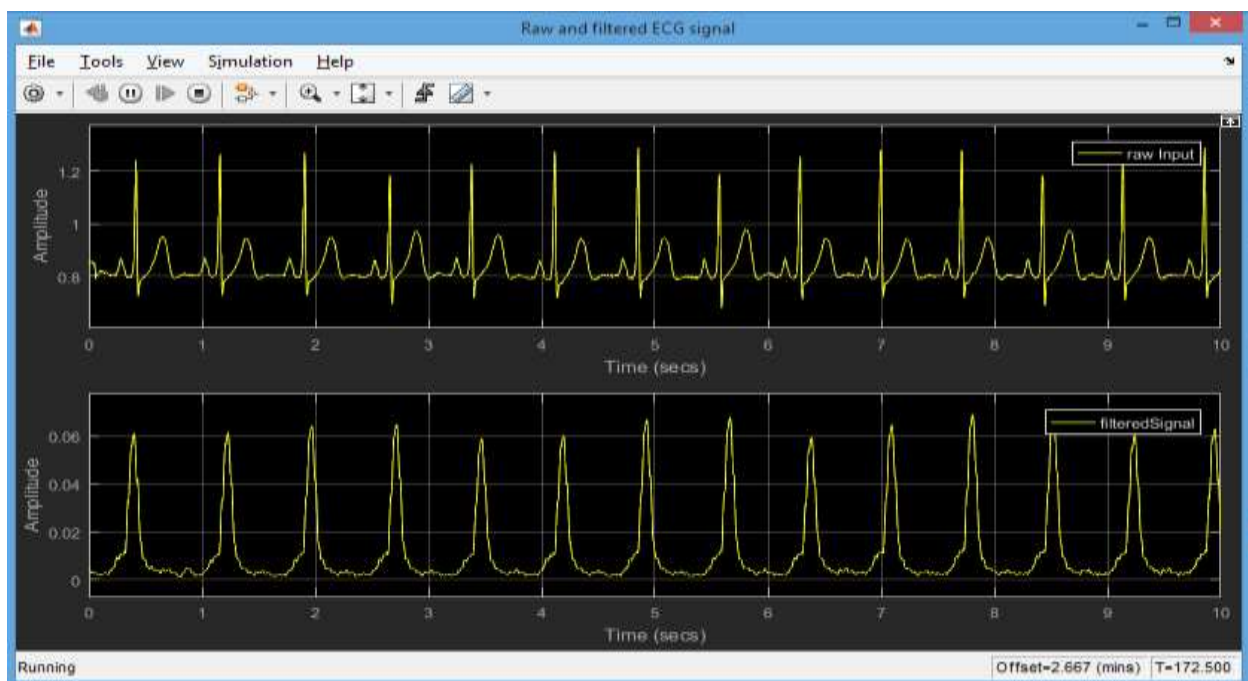 Raw and filtered ECG signal
File Tools View Simulation Help
raw Input
1.2
1
0.8
Amplitude
0 1 2 3 4 5 6 7 8 9 10
Time (secs)
filteredSignal
0.06
0.04
0.02
0
Amplitude
0 1 2 3 4 5 6 7 8 9 10
Time (secs)
Running Offset=2.667 (mins) T=172.500